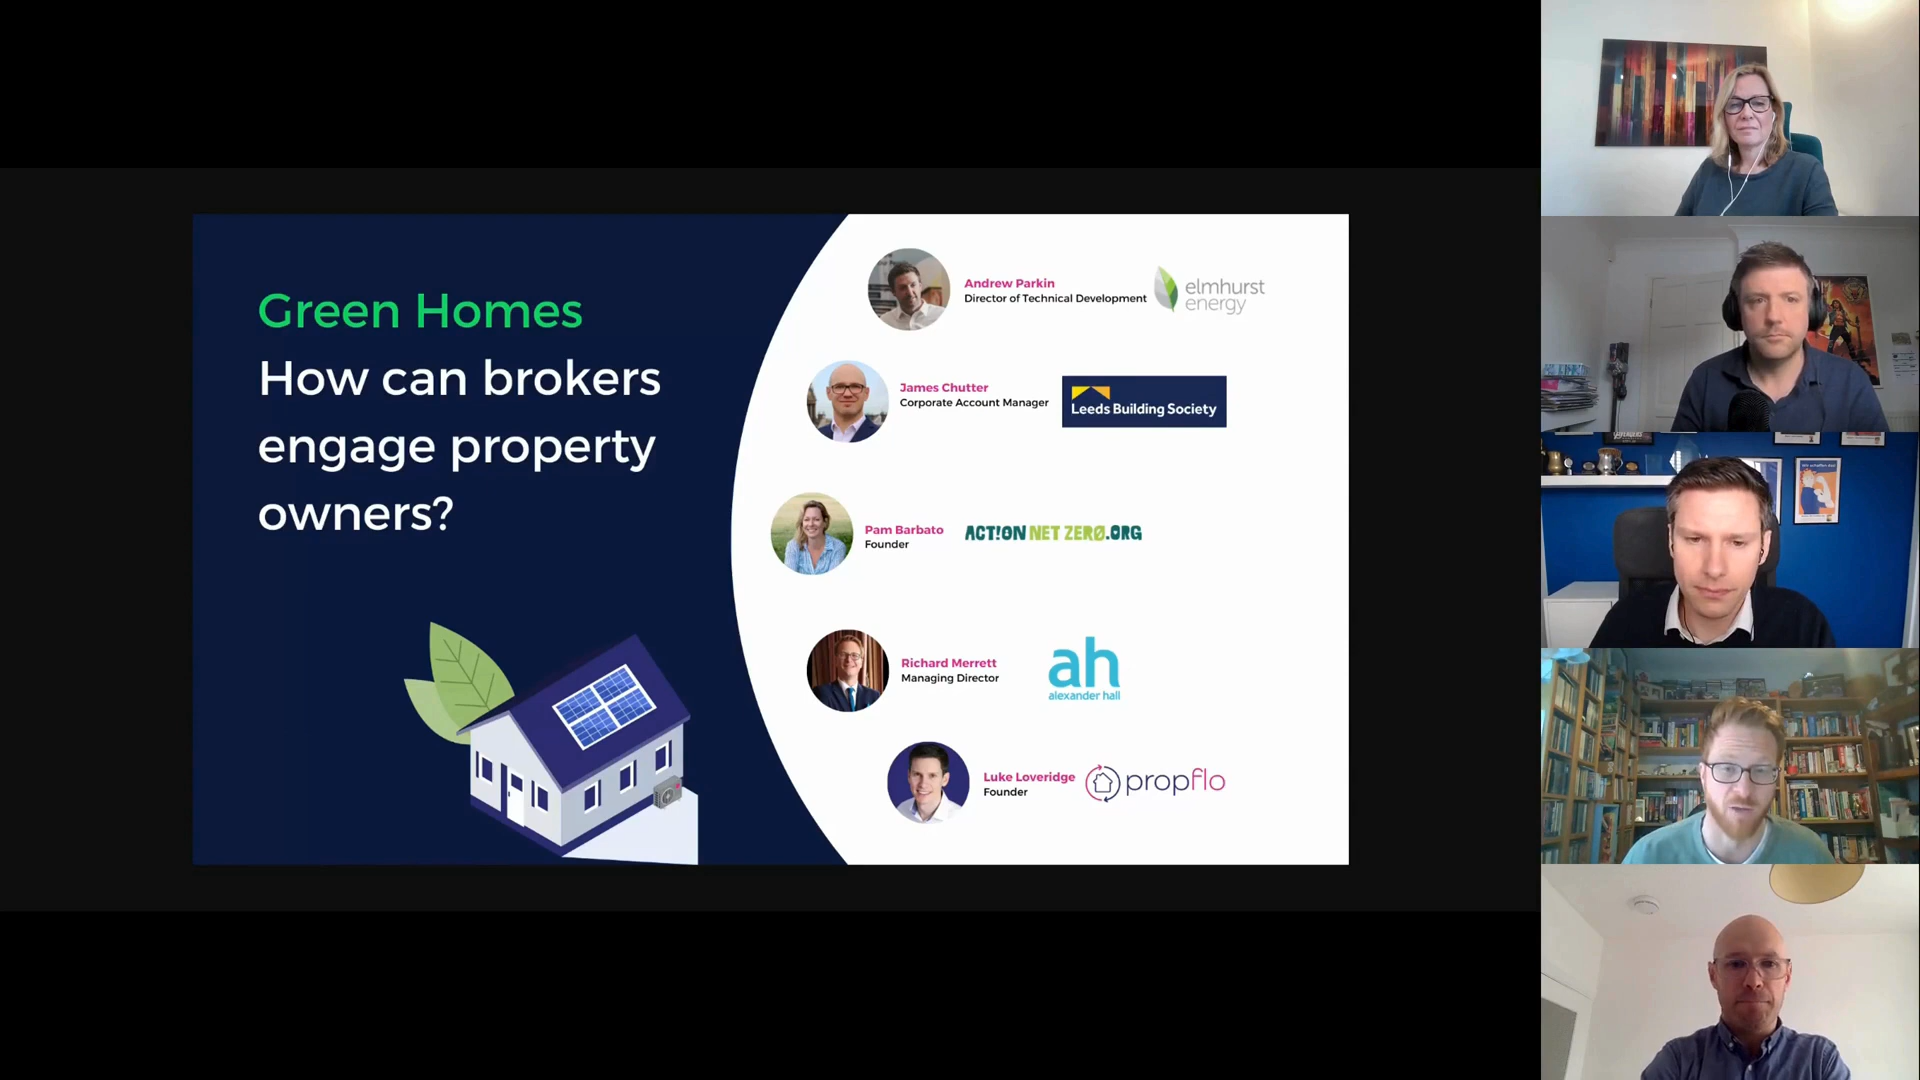 Green Homes
How can brokers
engage property
owners?
Andrew Parkin
Director of Technical Development
elmhurst
energy
James Chutter
Corporate Account Manager
Leeds Building Society
Pam Barbato
Founder
ACT!ON NET ZERØ.ORG
Richard Merrett
Managing Director
ah
alexander hall
Luke Loveridge
Founder
propflo